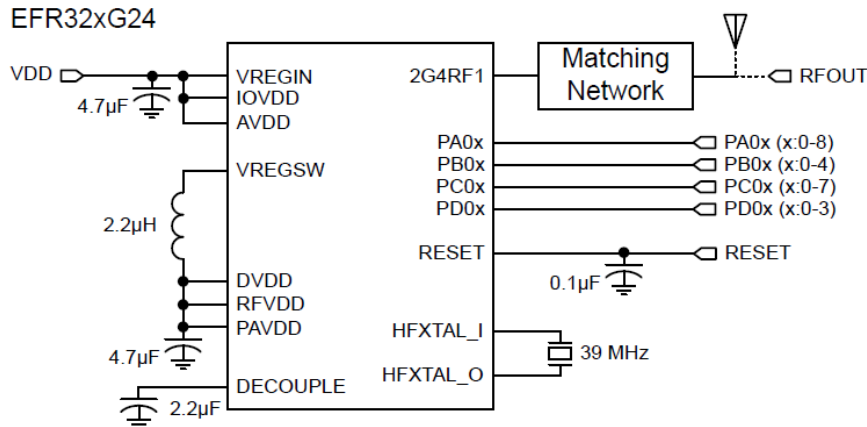 EFR32xG24
VDD
4.7µF
VREGIN
IOVDD
AVDD
VREGSW
2.2µH
DVDD
RFVDD
PAVDD
4.7µF
DECOUPLE
2.2µF
2G4RF1
Matching
Network
RFOUT
PA0x
PA0x (x:0-8)
PB0x
PB0x (x:0-4)
PC0x
PC0x (x:0-7)
PD0x
PD0x (x:0-3)
RESET
RESET
0.1µF
HFXTAL_I
39 MHz
HFXTAL_O